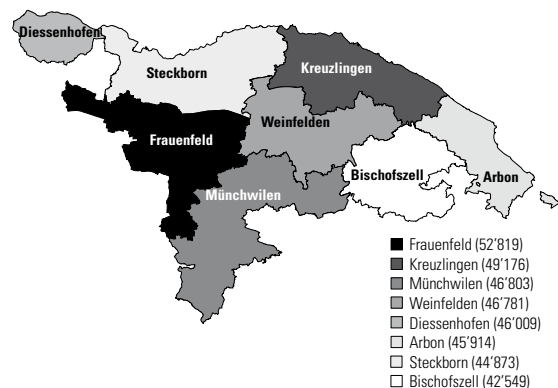 Diessenhofen
Steckborn
Kreuzlingen
Frauenfeld
Weinfelden
Bischofszell
Arbon
Münchwilen
Frauenfeld (52’819)
Kreuzlingen (49’176)
Münchwilen (46’803)
Weinfelden (46’781)
Diessenhofen (46’009)
Arbon (45’914)
Steckborn (44’873)
Bischofszell (42’549)